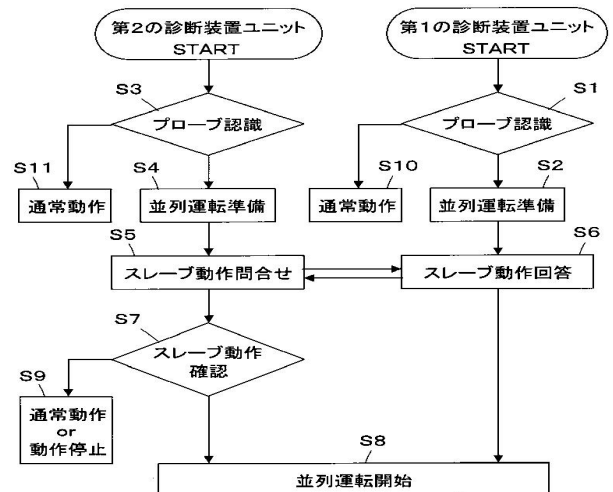 第2の診断装置ユニット
START
第1の診断装置ユニット
START
S3
プローブ認識
S1
プローブ認識
S11
通常動作
S4
並列運転準備
S10
通常動作
S2
並列運転準備
S5
スレーブ動作問合せ
S6
スレーブ動作回答
S7
スレーブ動作
確認
S9
通常動作
or
動作停止
S8
並列運転開始